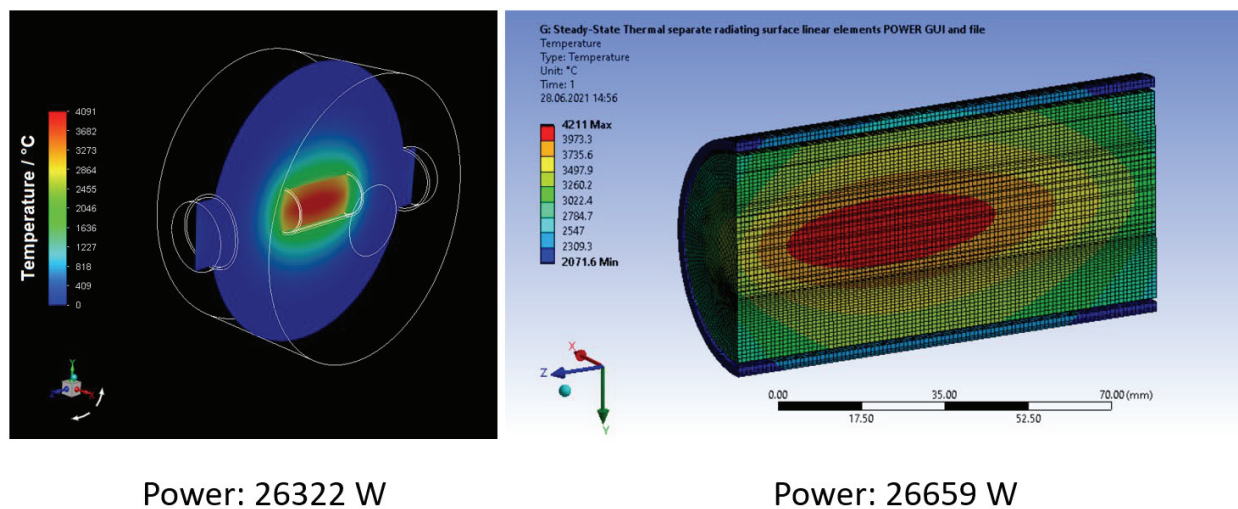 Temperature / °C
4091
3682
3273
2864
2455
2046
1636
1227
818
409
0
Y
Z
X
G: Steady-State Thermal separate radiating surface linear elements POWER GUI and file
Temperature
Type: Temperature
Unit: °C
Time: 1
28.06.2021 14:56
4211 Max
3973.3
3735.6
3497.9
3260.2
3022.4
2784.7
2547
2309.3
2071.6 Min
X
Z
Y
0.00 35.00 70.00 (mm)
17.50 52.50
Power: 26322 W
Power: 26659 W